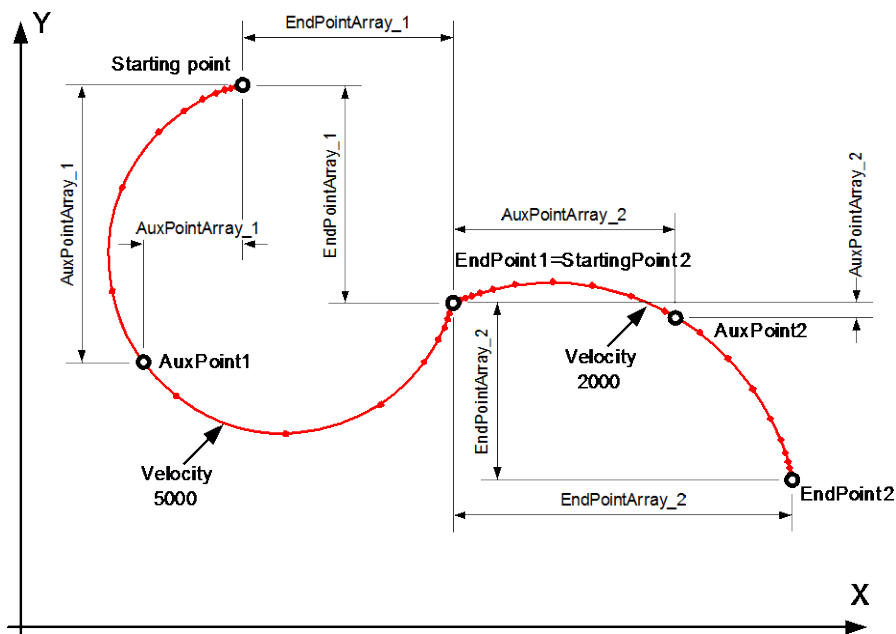 Y
EndPointArray_1
Starting point
AuxPointArray_1
EndPointArray_1
AuxPointArray_1
AuxPointArray_2
AuxPointArray_2
EndPoint1=StartingPoint2
AuxPoint1
AuxPoint2
Velocity
2000
EndPointArray_2
Velocity
5000
EndPoint2
EndPointArray_2
X